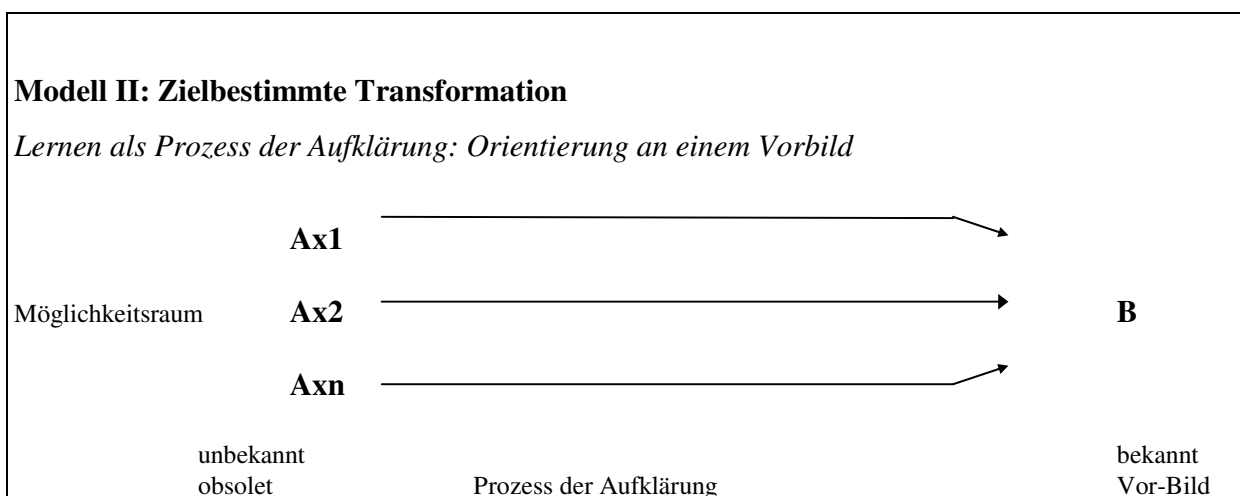 Modell II: Zielbestimmte Transformation
Lernen als Prozess der Aufklärung: Orientierung an einem Vorbild
Ax1
Möglichkeitsraum Ax2 B
Axn
unbekannt bekannt
obsolet Prozess der Aufklärung Vor-Bild